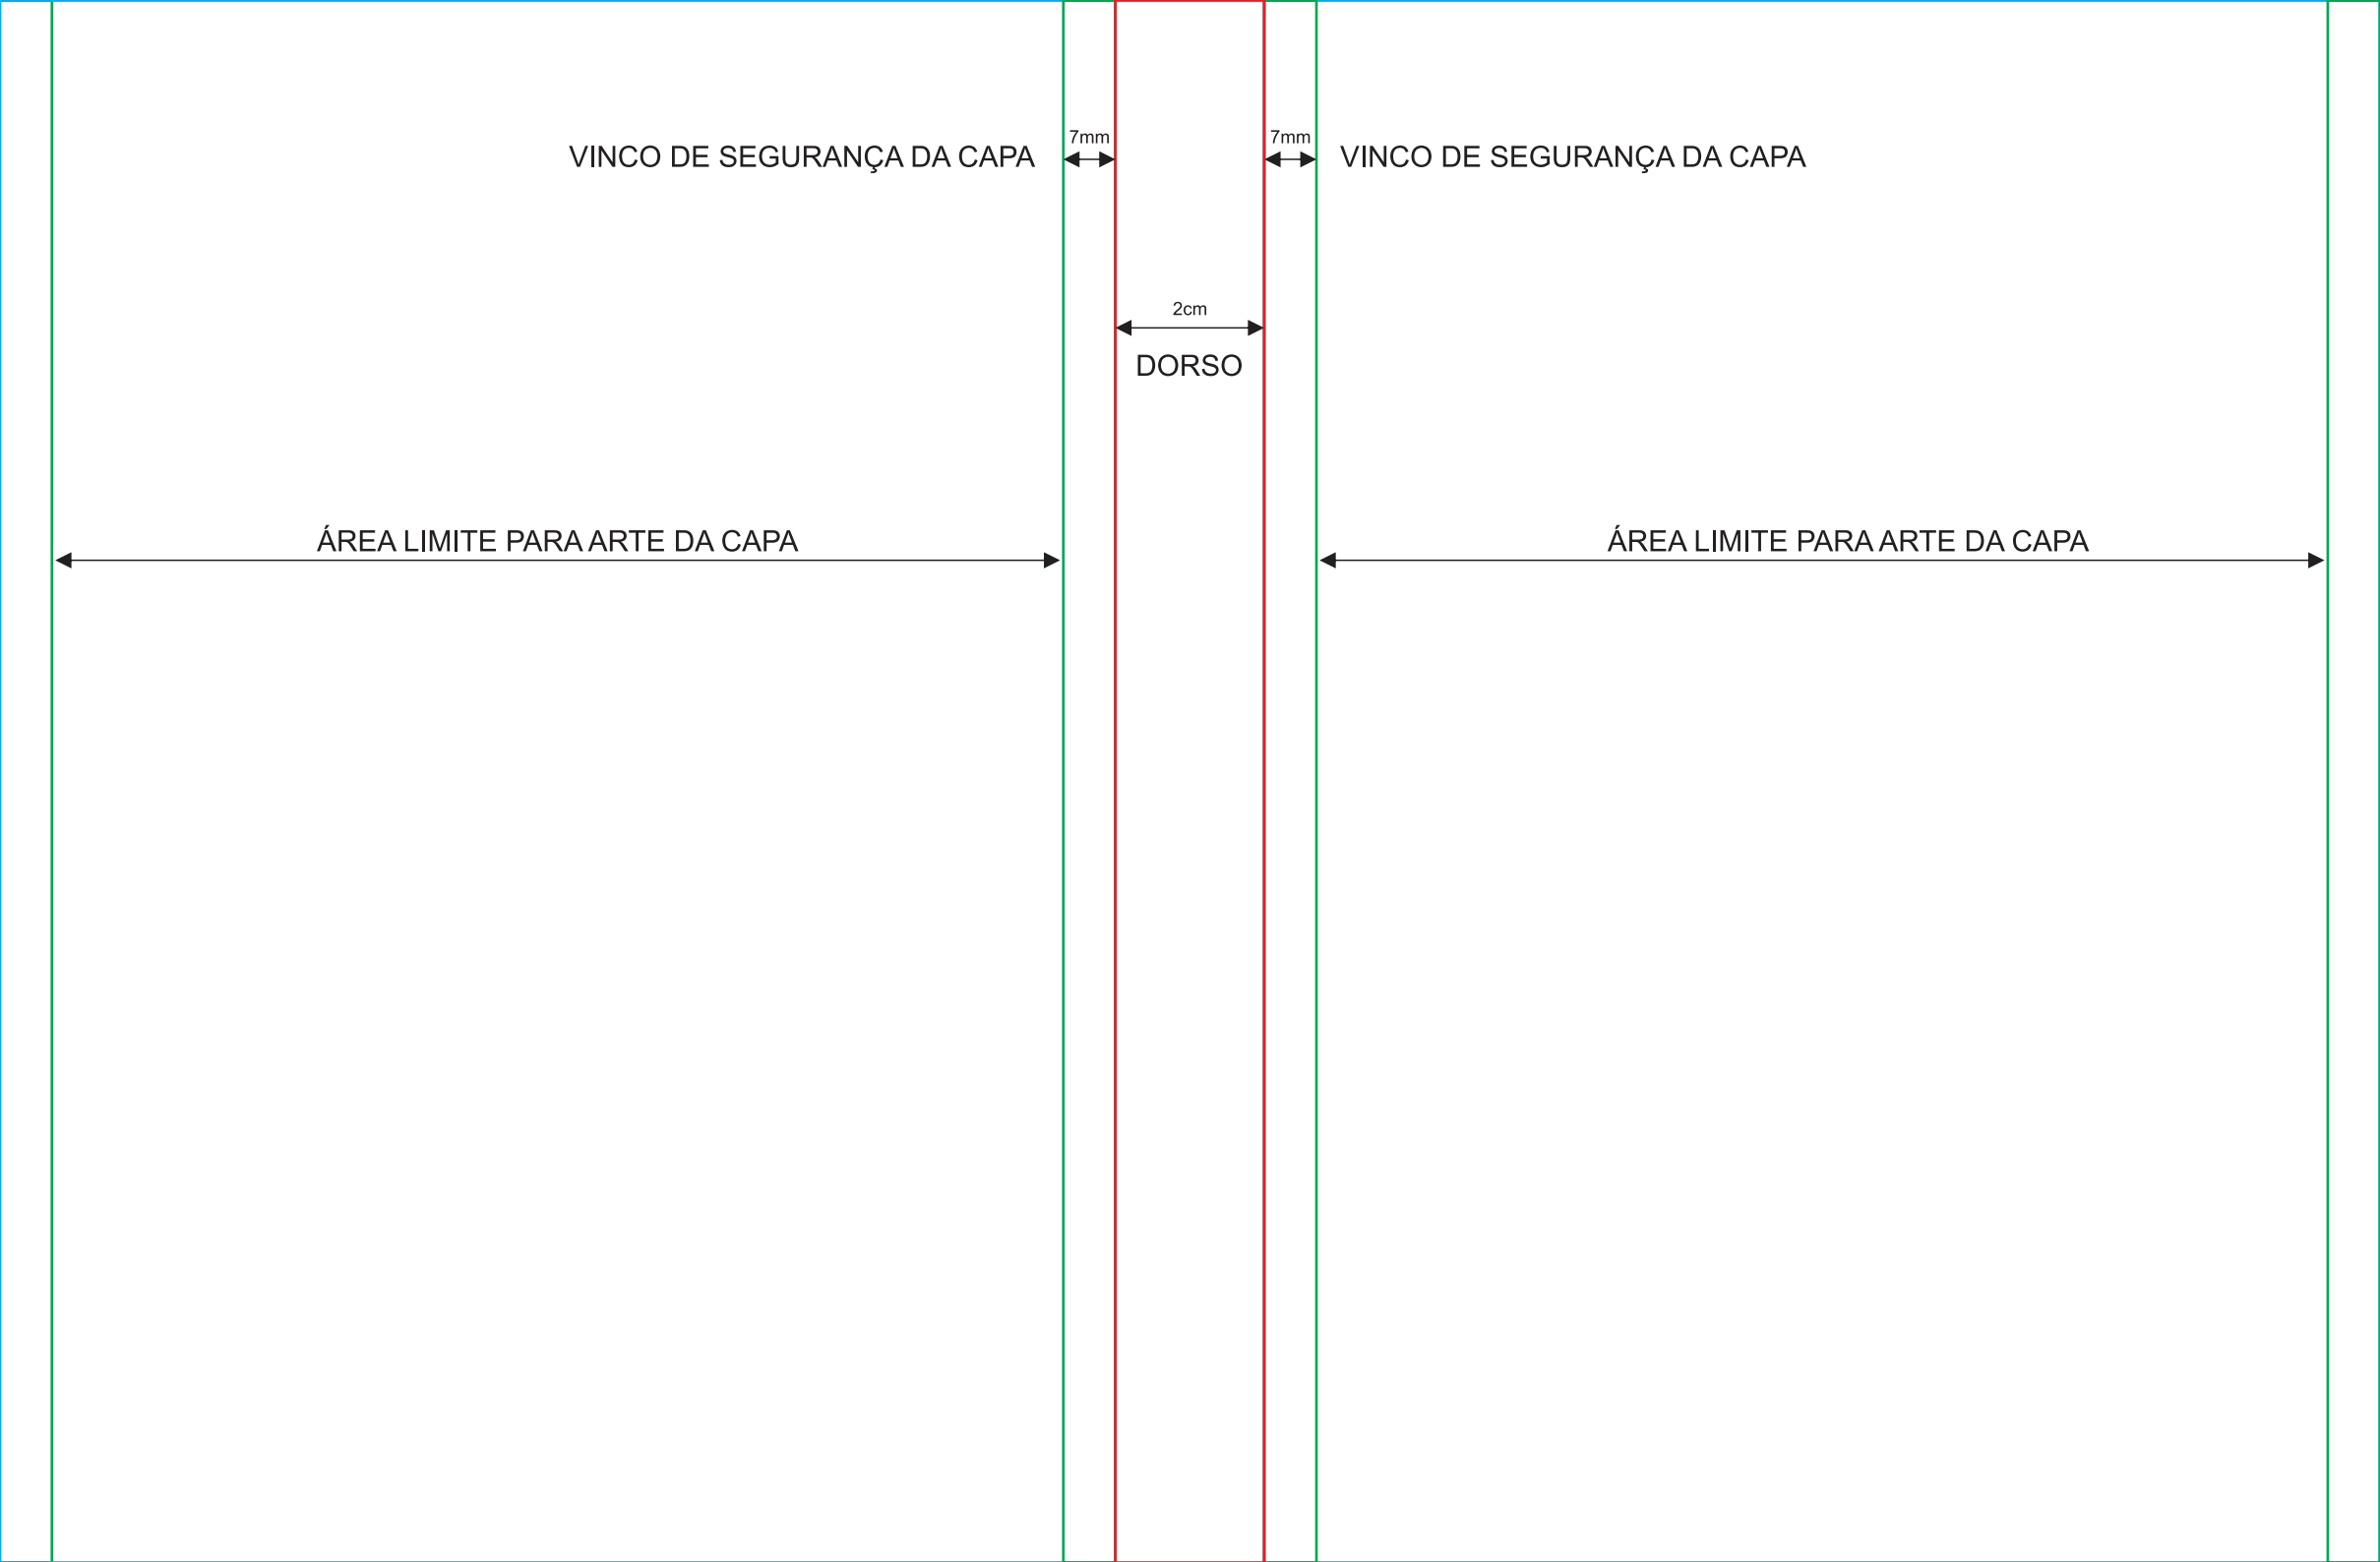 7mm
VINCO DE SEGURANÇA DA CAPA
7mm
VINCO DE SEGURANÇA DA CAPA
2cm
DORSO
ÁREA LIMITE PARA ARTE DA CAPA
ÁREA LIMITE PARA ARTE DA CAPA